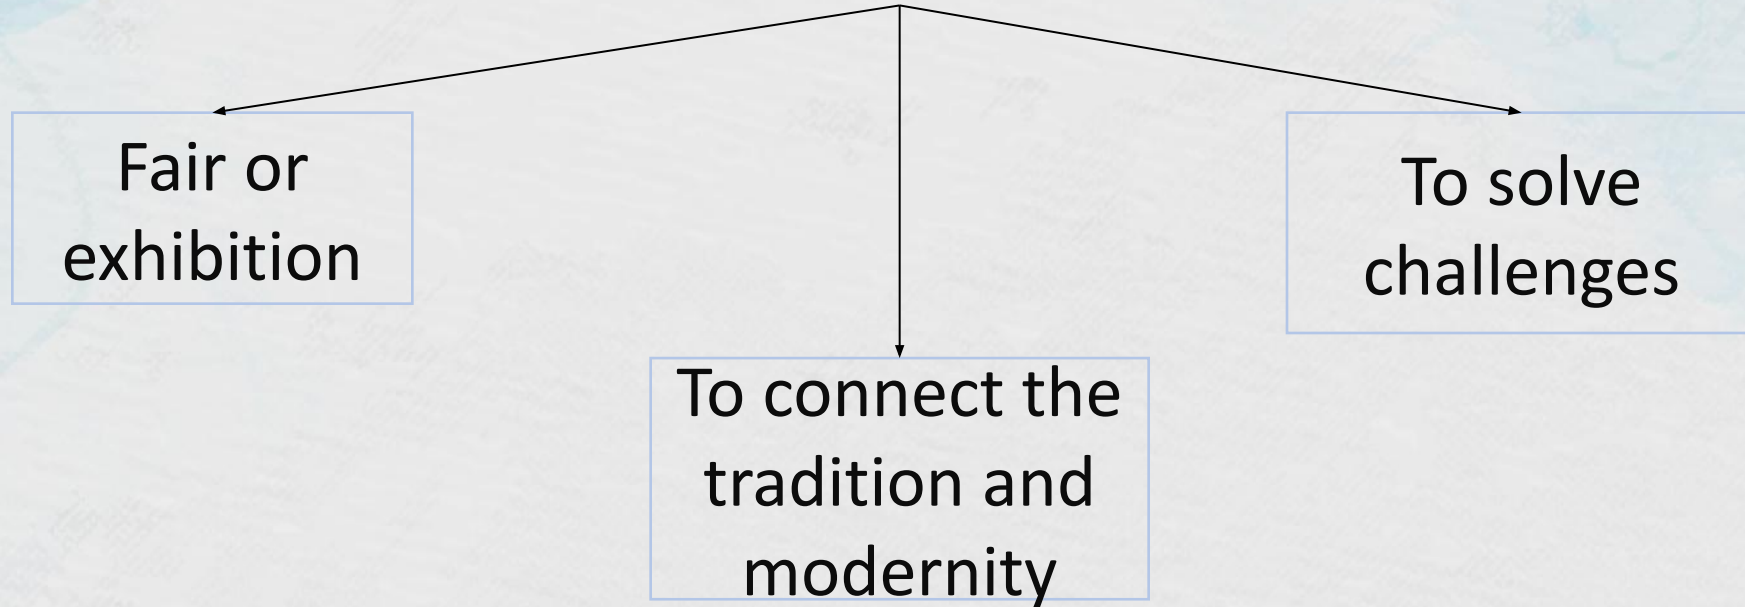 Fair or
exhibition
To connect the
tradition and
modernity
To solve
challenges